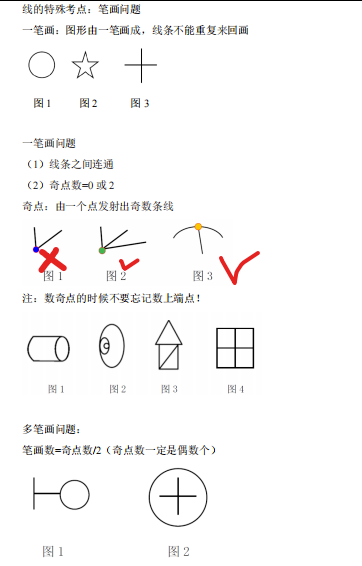 线的特殊考点：笔画问题
一笔画：图形由一笔画成，线条不能重复来回画
图1 图2 图3
一笔画问题
（1）线条之间连通
（2）奇点数=0 或 2
奇点：由一个点发射出奇数条线
图1 图2 图3
注：数奇点的时候不要忘记数上端点！
图1 图2 图3 图4
多笔画问题：
笔画数=奇点数/2（奇点数一定是偶数个）
图1 图2